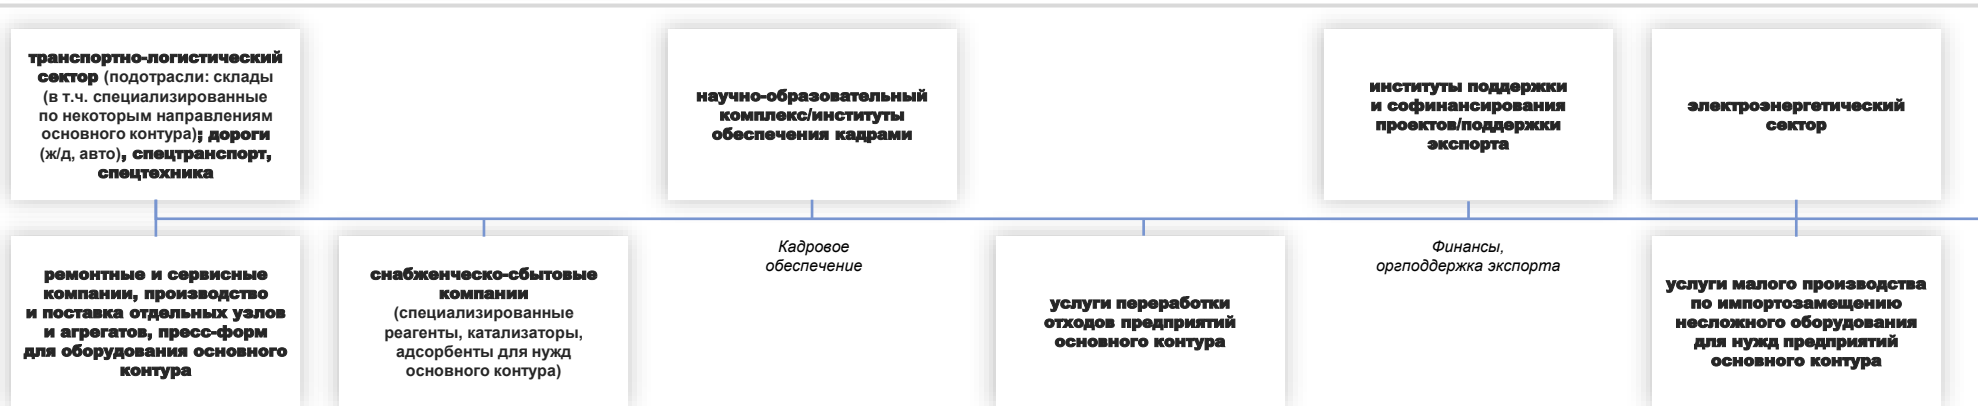 транспортно-логистический
сектор (подотрасли: склады
(в т.ч. специализированные
по некоторым направлениям
основного контура); дороги
(ж/д, авто), спецтранспорт,
спецтехника
научно-образовательный
комплекс/институты
обеспечения кадрами
институты поддержки
и софинансирования
проектов/поддержки
экспорта
электроэнергетический
сектор
ремонтные и сервисные
компании, производство
и поставка отдельных узлов
и агрегатов, пресс-форм
для оборудования основного
контура
снабженческо-сбытовые
компании
(специализированные
реагенты, катализаторы,
адсорбенты для нужд
основного контура)
Кадровое
обеспечение
услуги переработки
отходов предприятий
основного контура
Финансы,
оргподдержка экспорта
услуги малого производства
по импортозамещению
несложного оборудования
для нужд предприятий
основного контура